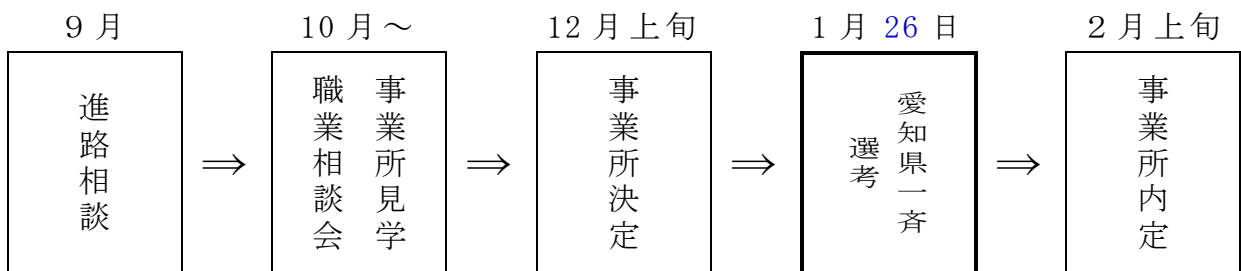 9月
進路相談
⇒
10月～
事業所見学
職業相談会
⇒
12月上旬
事業所決定
⇒
1月 26 日
愛知県一斉
選考
⇒
2月上旬
事業所内定